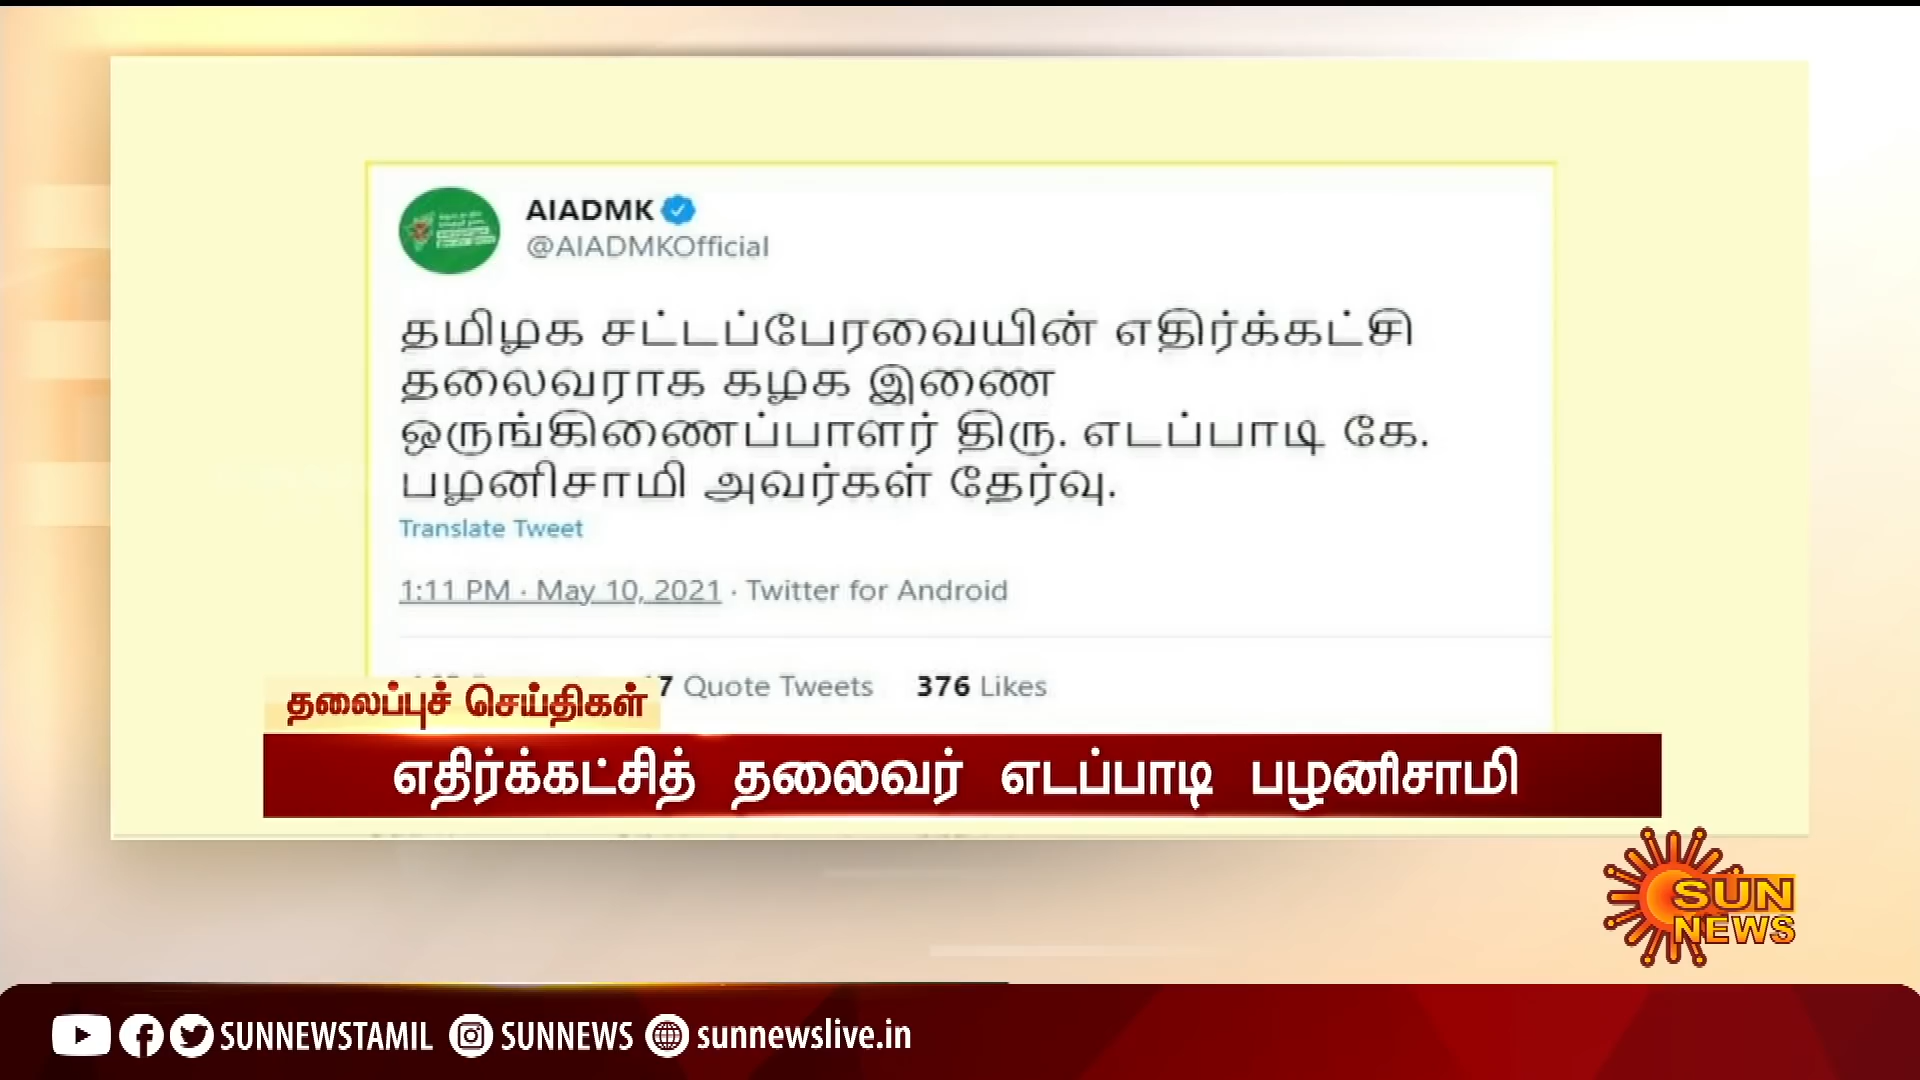 AIADMK
@AIADMKOfficial
தமிழக சட்டப்பேரவையின் எதிர்க்கட்சி
தலைவராக கழக இணை
ஒருங்கிணைப்பாளர் திரு. எடப்பாடி கே.
பழனிசாமி அவர்கள் தேர்வு.
Translate Tweet
1:11 PM · May 10, 2021 · Twitter for Android
7 Quote Tweets 376 Likes
தலைப்புச் செய்திகள்
எதிர்க்கட்சித் தலைவர் எடப்பாடி பழனிசாமி
SUN
NEWS
SUNNEWSTAMIL SUNNEWS sunnewslive.in